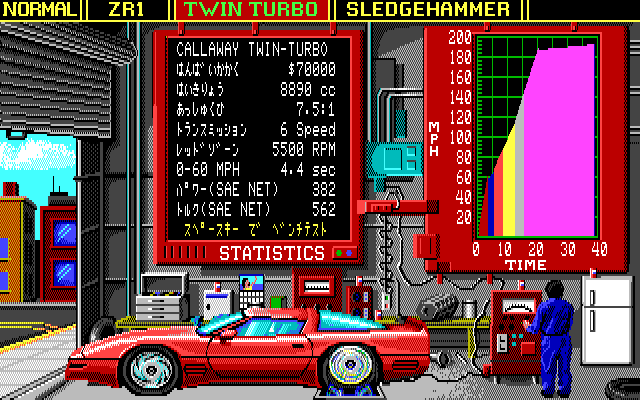 NORMAL ZR1 TWIN TURBO SLEDGEHAMMER
CALLAWAY TWIN-TURBO
はんばいかかく $70000
はいきりょう 8890 cc
あっしゅくひ 7.5:1
トランスミッション 6 Speed
レッドゾーン 5500 RPM
0-60 MPH 4.4 sec
パワー(SAE NET) 382
トルク(SAE NET) 562
スペースキー で ベンチテスト
STATISTICS
MPH
200
180
160
140
120
100
80
60
40
20
0 10 20 30 40
TIME